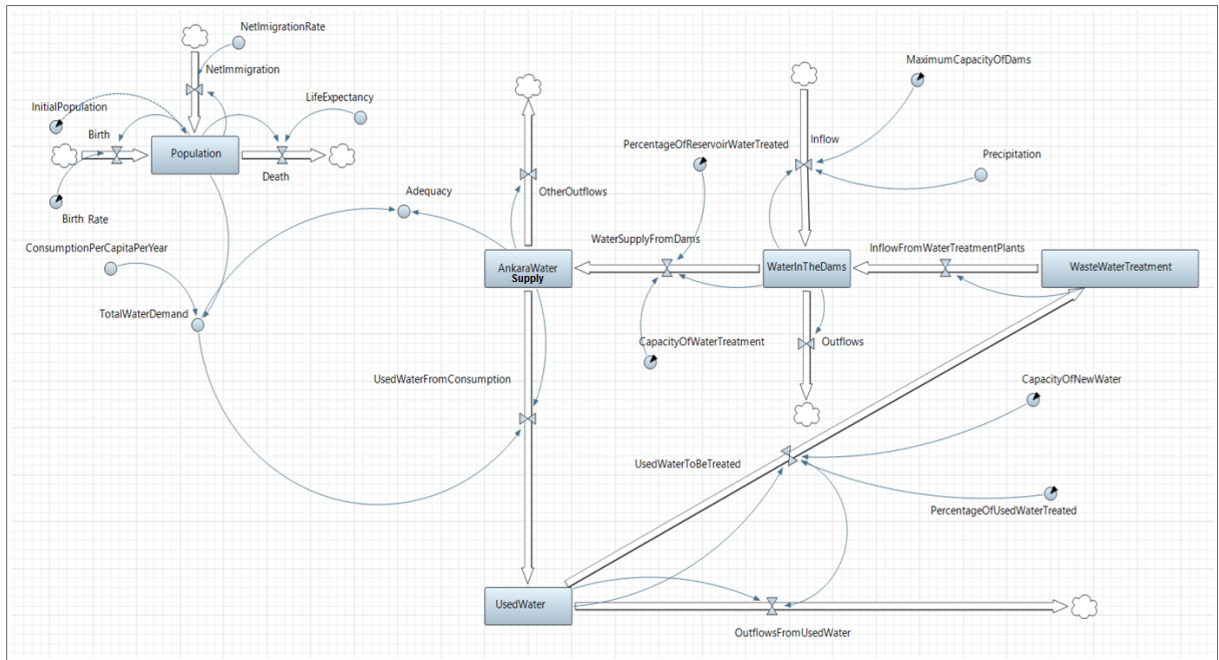 NetImigrationRate
NetImmigration
MaximumCapacityOfDams
InitialPopulation
LifeExpectancy
Birth
Population
Death
Inflow
PercentageOfReservoirWaterTreated
Precipitation
Birth Rate
Adequacy
OtherOutflows
ConsumptionPerCapitaPerYear
WaterSupplyFromDams
InflowFromWaterTreatmentPlants
AnkaraWater
Supply
WaterInTheDams
WasteWaterTreatment
TotalWaterDemand
CapacityOfWaterTreatment
Outflows
UsedWaterFromConsumption
CapacityOfNewWater
UsedWaterToBeTreated
PercentageOfUsedWaterTreated
UsedWater
OutflowsFromUsedWater